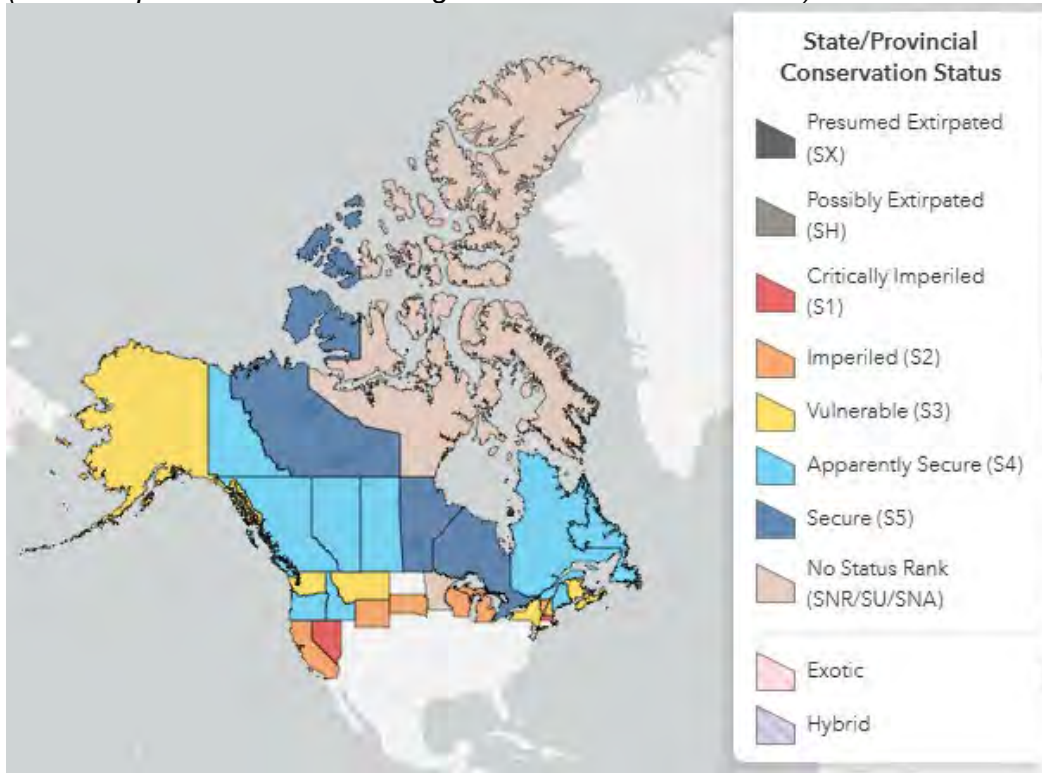 State/Provincial
Conservation Status
Presumed Extirpated
(SX)
Possibly Extirpated
(SH)
Critically Imperiled
(S1)
Imperiled (S2)
Vulnerable (S3)
Apparently Secure (S4)
Secure (S5)
No Status Rank
(SNR/SU/SNA)
Exotic
Hybrid